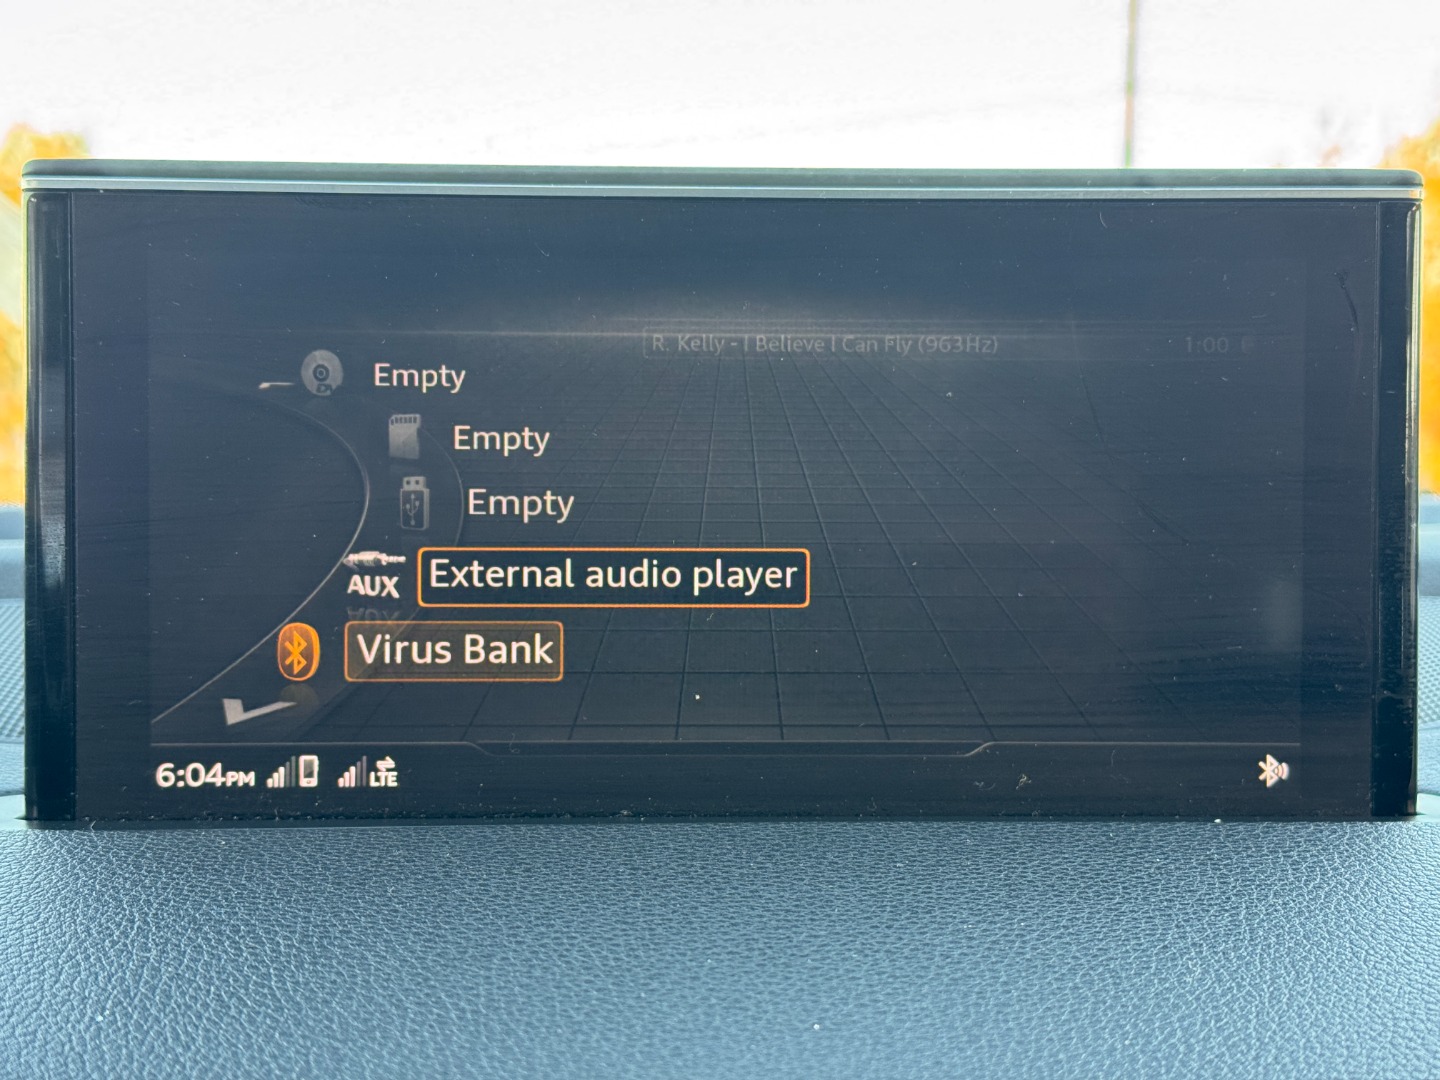 R. Kelly - I Believe I Can Fly (963Hz) 1:00
Empty
Empty
Empty
AUX External audio player
Virus Bank
6:04PM LTE